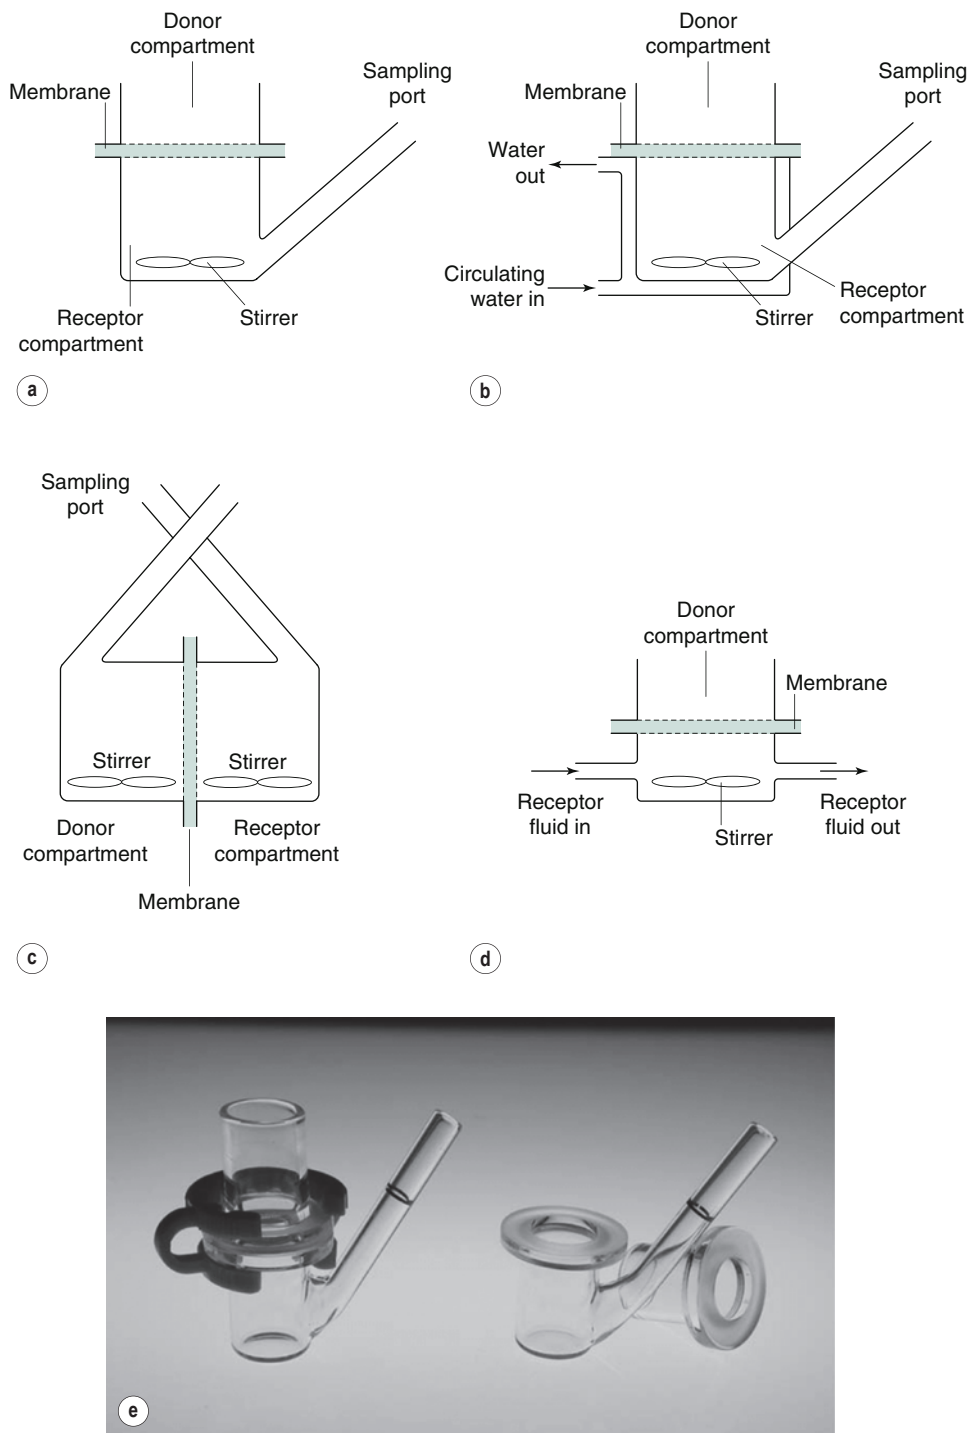 Donor
compartment
Membrane
Sampling
port
Receptor
compartment
Stirrer
a
Donor
compartment
Membrane
Sampling
port
Water
out
Circulating
water in
Receptor
compartment
Stirrer
b
Sampling
port
Stirrer
Stirrer
Donor
compartment
Receptor
compartment
Membrane
c
Donor
compartment
Membrane
Receptor
fluid in
Receptor
fluid out
Stirrer
d
e